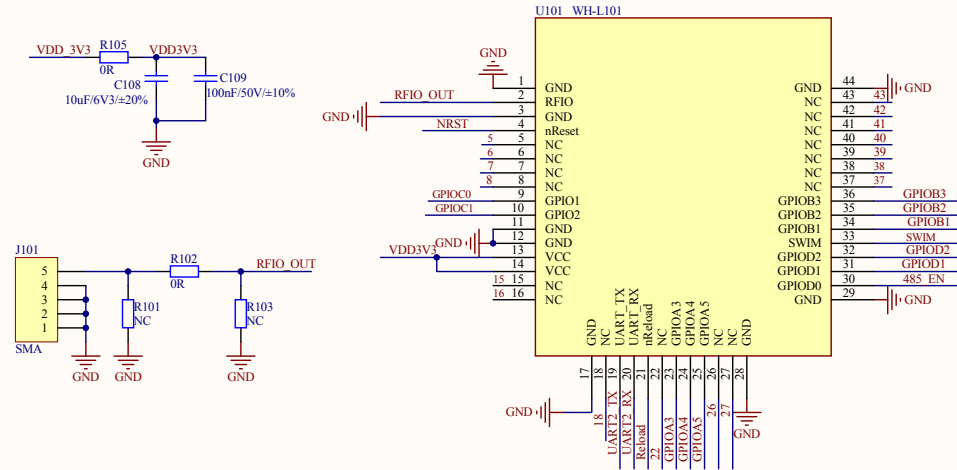 U101 WH-L101
VDD_3V3 R105 VDD3V3
0R
C108 C109
10uF/6V3/±20% 100nF/50V/±10%
GND
GND
1 GND
RFIO_OUT 2 RFIO
GND 3 GND
NRST 4 nReset
5 5 NC
6 6 NC
7 7 NC
8 8 NC
GPIOC0 9 GPIO1
GPIOC1 10 GPIO2
11 GND
GND 12 GND
VDD3V3 13 VCC
14 VCC
15 15 NC
16 16 NC
GND 44 GND
NC 43 43
NC 42 42
NC 41 41
NC 40 40
NC 39 39
NC 38 38
NC 37 37
GPIOB3 36 GPIOB3
GPIOB2 35 GPIOB2
GPIOB1 34 GPIOB1
SWIM 33 SWIM
GPIOD2 32 GPIOD2
GPIOD1 31 GPIOD1
GPIOD0 30 485_EN
GND 29 GND
GND 17 GND
NC 18 18
UART_TX 19 UART2_TX
UART_RX 20 UART2_RX
nReload 21 Reload
NC 22 22
GPIOA3 23 GPIOA3
GPIOA4 24 GPIOA4
GPIOA5 25 GPIOA5
NC 26 26
NC 27 27
GND 28 GND
J101
5
4
3
2
1
SMA
R102
0R
RFIO_OUT
R101
NC
R103
NC
GND
GND
GND